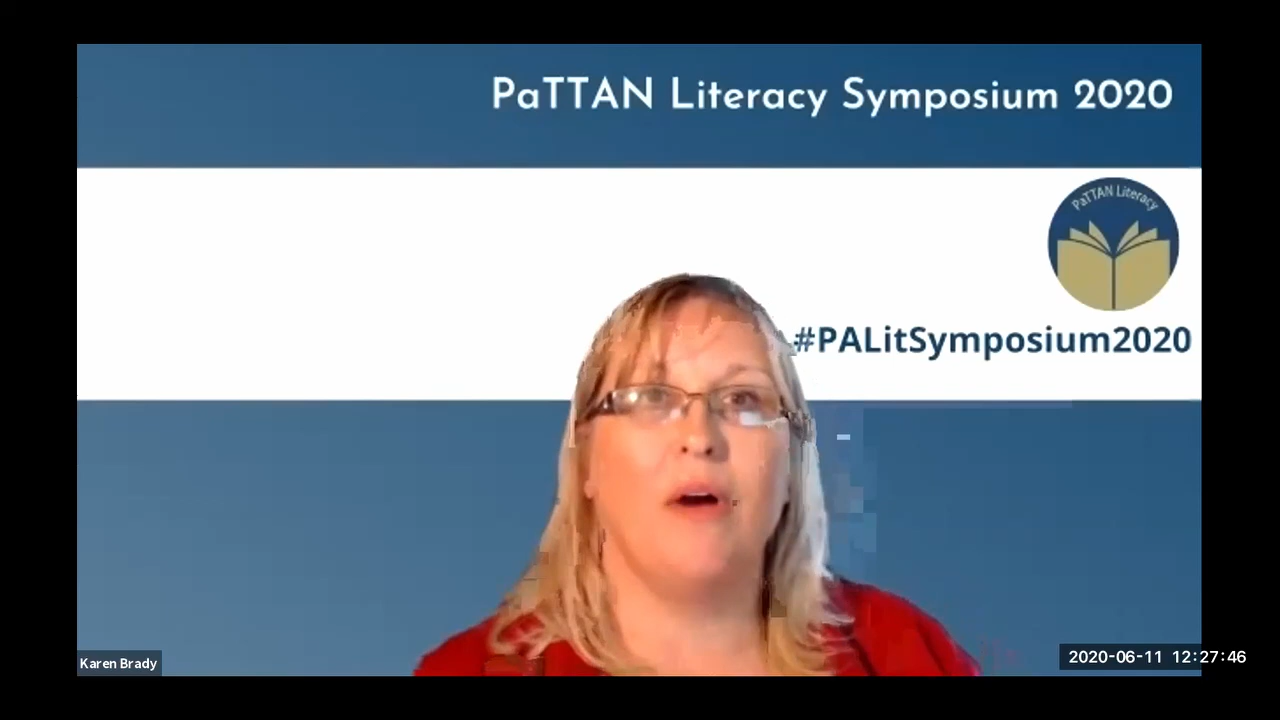 PaTTAN Literacy Symposium 2020
PaTTAN Literacy
#PALitSymposium2020
Karen Brady
2020-06-11 12:27:46